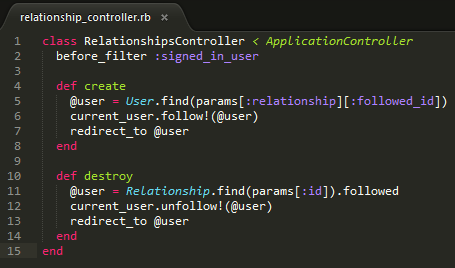 relationship_controller.rb ×
1 class RelationshipsController < ApplicationController
2   before_filter :signed_in_user
3
4   def create
5     @user = User.find(params[:relationship][:followed_id])
6     current_user.follow!(@user)
7     redirect_to @user
8   end
9
10   def destroy
11     @user = Relationship.find(params[:id]).followed
12     current_user.unfollow!(@user)
13     redirect_to @user
14   end
15 end